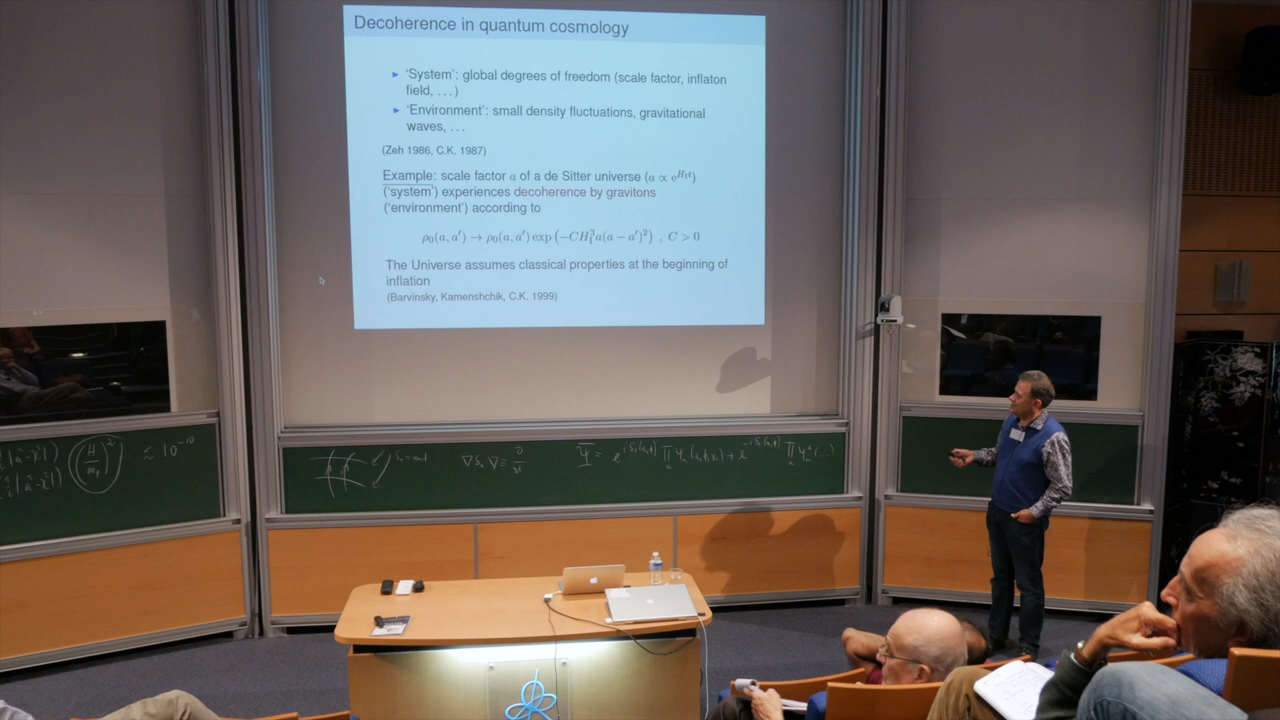 Decoherence in quantum cosmology
‘System’: global degrees of freedom (scale factor, inflaton
field, . . . )
‘Environment’: small density fluctuations, gravitational
waves, . . .
(Zeh 1986, C.K. 1987)
Example: scale factor a of a de Sitter universe (a ∝ e^{H_I t})
(‘system’) experiences decoherence by gravitons
(‘environment’) according to
ρ₀(a, a′) → ρ₀(a, a′) exp (−CH_I³a(a − a′)²) , C > 0
The Universe assumes classical properties at the beginning of
inflation
(Barvinsky, Kamenshchik, C.K. 1999)
10⁻¹⁰